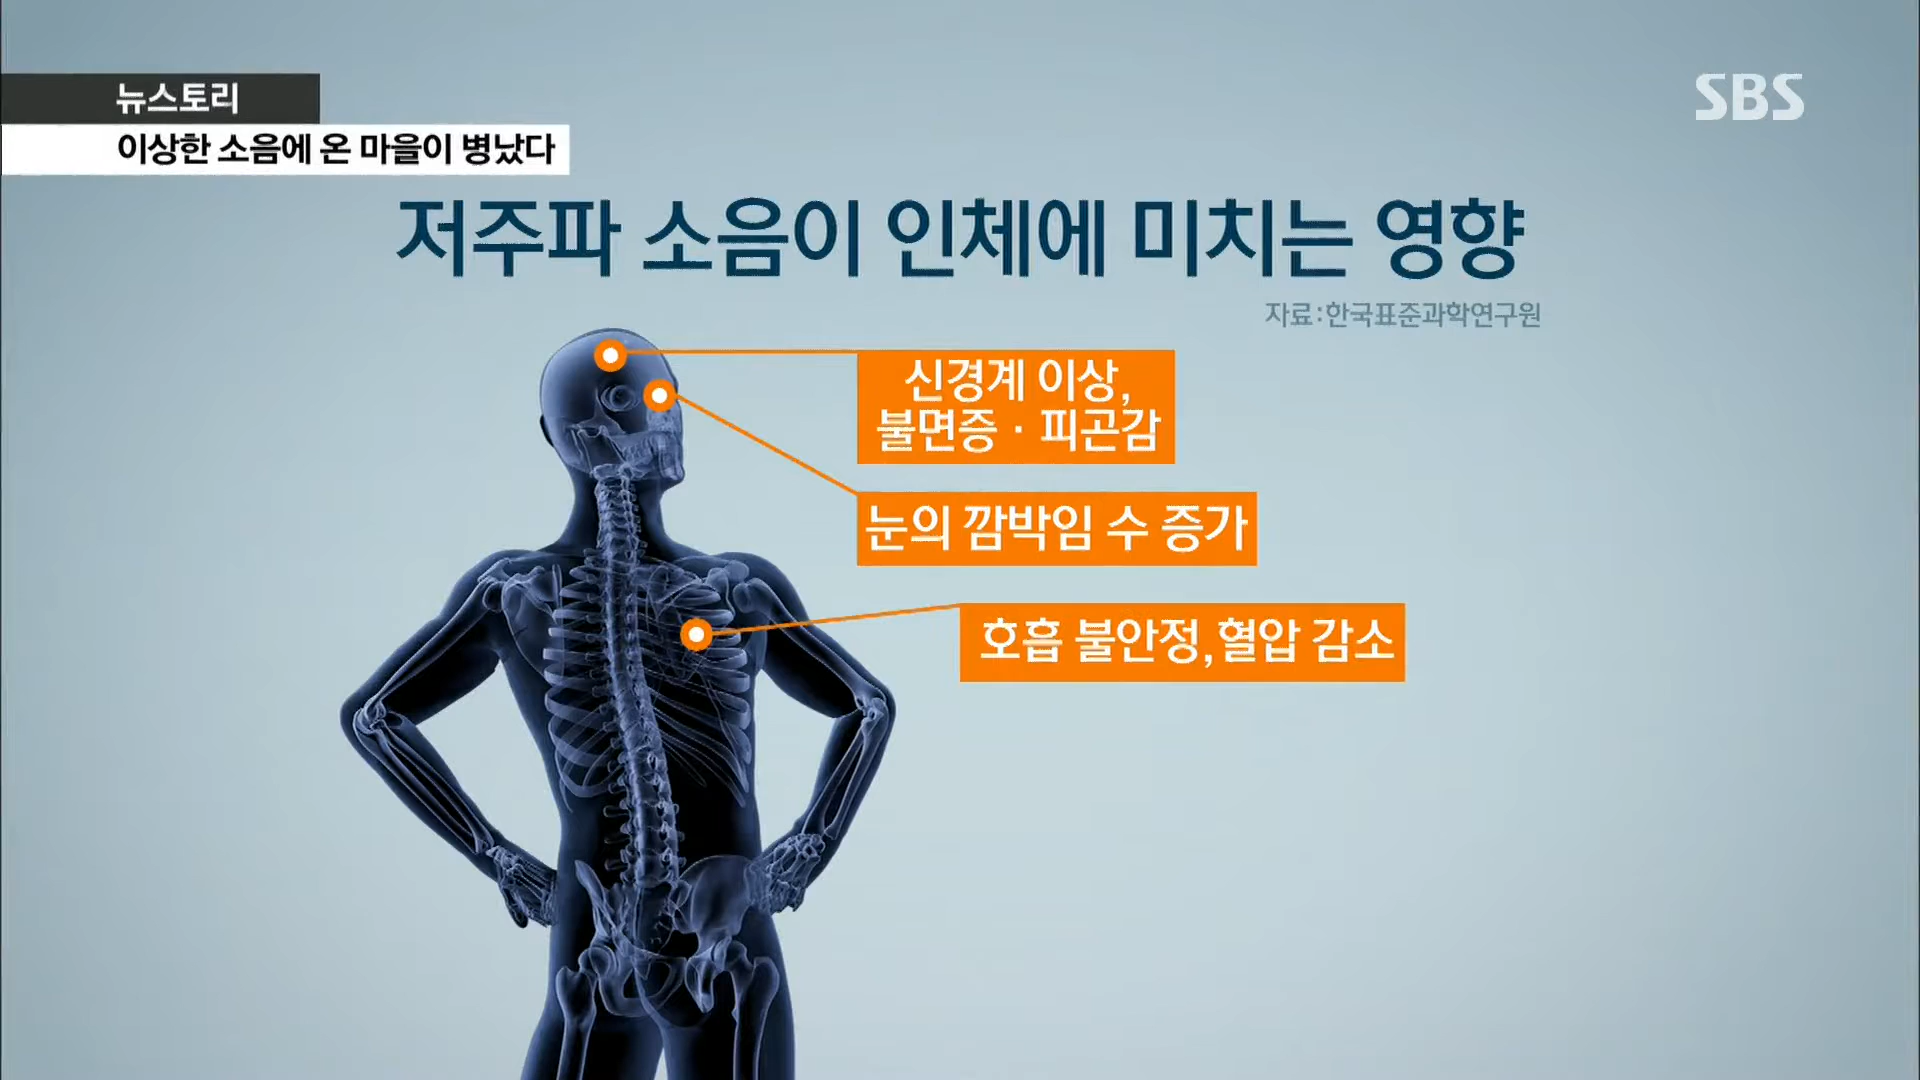 뉴스토리
SBS
이상한 소음에 온 마을이 병났다
저주파 소음이 인체에 미치는 영향
자료:한국표준과학연구원
신경계 이상,
불면증 · 피곤감
눈의 깜박임 수 증가
호흡 불안정, 혈압 감소